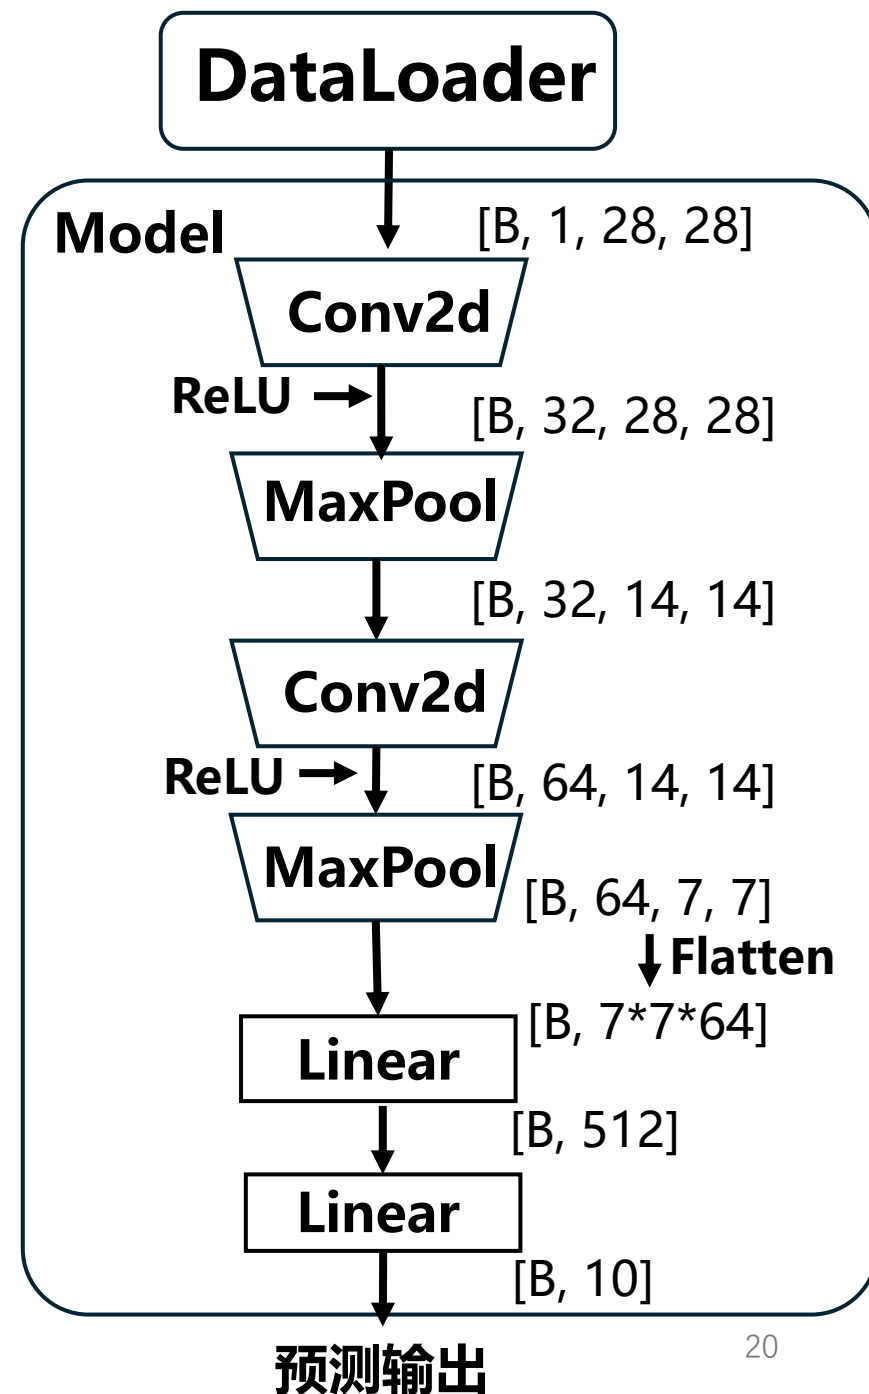 DataLoader
Model
[B, 1, 28, 28]
Conv2d
ReLU
[B, 32, 28, 28]
MaxPool
[B, 32, 14, 14]
Conv2d
ReLU
[B, 64, 14, 14]
MaxPool
[B, 64, 7, 7]
Flatten
[B, 7*7*64]
Linear
[B, 512]
Linear
[B, 10]
预测输出
20